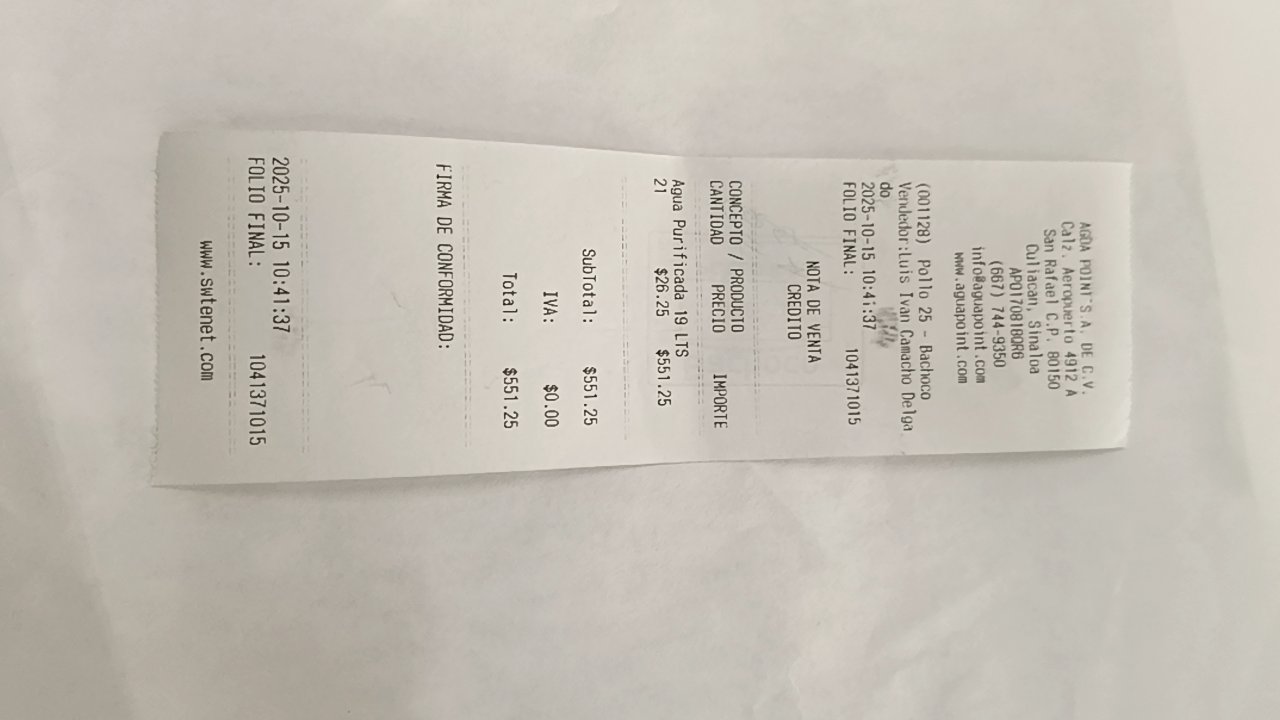 AGUA POINT S.A. DE C.V.
Calz. Aeropuerto 4912 A
San Rafael C.P. 80150
Culiacan, Sinaloa
APO170818QR6
(667) 744-9350
info@aguapoint.com
www.aguapoint.com
(001128) Pollo 25 - Bachoco
Vendedor:Luis Ivan Camacho Delga
do
2025-10-15 10:41:37
FOLIO FINAL: 1041371015
NOTA DE VENTA
CREDITO
CONCEPTO / PRODUCTO
CANTIDAD PRECIO IMPORTE
Agua Purificada 19 LTS
21 $26.25 $551.25
SubTotal: $551.25
IVA: $0.00
Total: $551.25
FIRMA DE CONFORMIDAD:
2025-10-15 10:41:37
FOLIO FINAL: 1041371015
www.swtenet.com